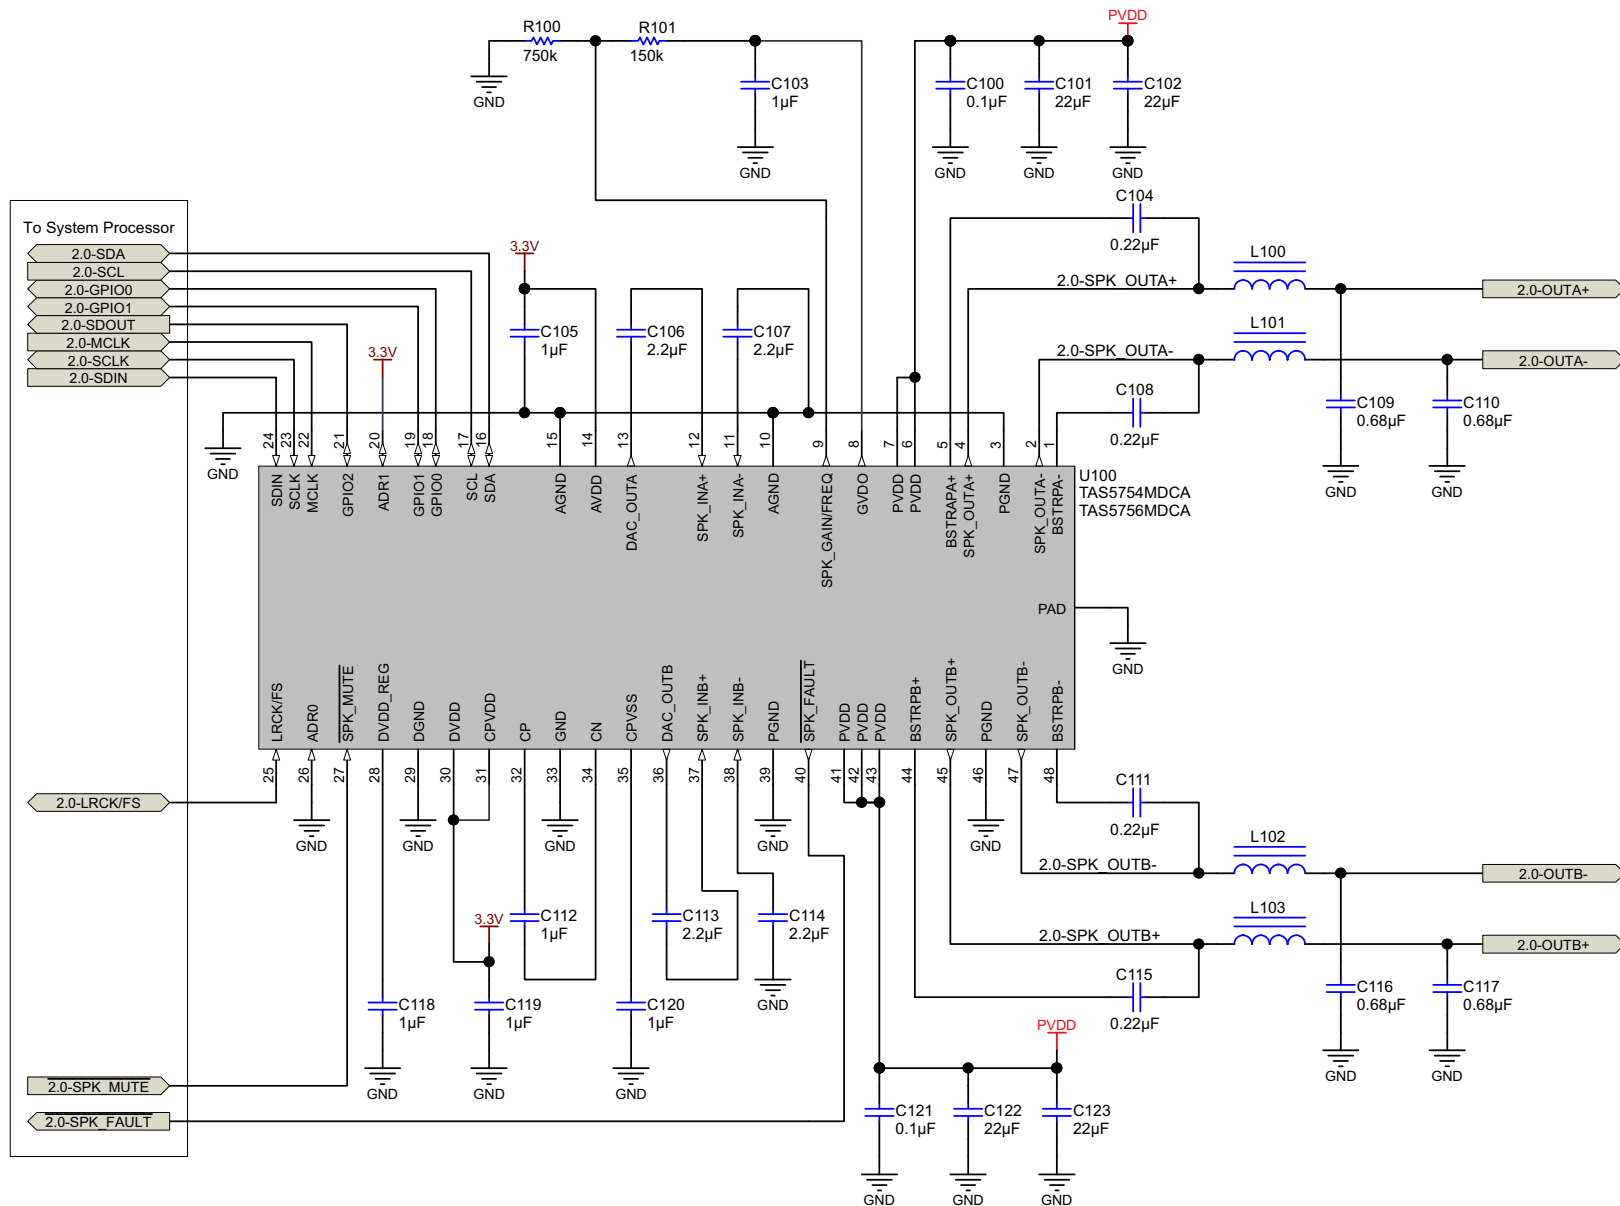 PVDD
R100
R101
750k
150k
C103
1µF
C100
0.1µF
C101
22µF
C102
22µF
GND
GND
GND
GND
GND
To System Processor
2.0-SDA
2.0-SCL
2.0-GPIO0
2.0-GPIO1
2.0-SDOUT
2.0-MCLK
2.0-SCLK
2.0-SDIN
3.3V
3.3V
C105
1µF
C106
2.2µF
C107
2.2µF
C104
0.22µF
L100
2.0-SPK_OUTA+
2.0-OUTA+
L101
2.0-SPK_OUTA-
2.0-OUTA-
C108
0.22µF
C109
0.68µF
C110
0.68µF
GND
GND
GND
24
23
22
21
20
19
18
17
16
15
14
13
12
11
10
9
8
7
6
5
4
3
2
1
SDIN
SCLK
MCLK
GPIO2
ADR1
GPIO1
GPIO0
SCL
SDA
AGND
AVDD
DAC_OUTA
SPK_INA+
SPK_INA-
AGND
SPK_GAIN/FREQ
GVDO
PVDD
PVDD
BSTRAPA+
SPK_OUTA+
PGND
SPK_OUTA-
BSTRPA-
U100
TAS5754MDCA
TAS5756MDCA
PAD
GND
LRCK/FS
ADR0
SPK_MUTE
DVDD_REG
DGND
DVDD
CPVDD
CP
GND
CN
CPVSS
DAC_OUTB
SPK_INB+
SPK_INB-
PGND
SPK_FAULT
PVDD
PVDD
PVDD
BSTRPB+
SPK_OUTB+
PGND
SPK_OUTB-
BSTRPB-
25
26
27
28
29
30
31
32
33
34
35
36
37
38
39
40
41
42
43
44
45
46
47
48
2.0-LRCK/FS
GND
GND
GND
GND
GND
C111
0.22µF
L102
2.0-SPK_OUTB-
2.0-OUTB-
3.3V
C112
1µF
C113
2.2µF
C114
2.2µF
GND
L103
2.0-SPK_OUTB+
2.0-OUTB+
C115
0.22µF
C116
0.68µF
C117
0.68µF
GND
GND
C118
1µF
C119
1µF
C120
1µF
GND
GND
GND
PVDD
2.0-SPK_MUTE
2.0-SPK_FAULT
C121
0.1µF
C122
22µF
C123
22µF
GND
GND
GND